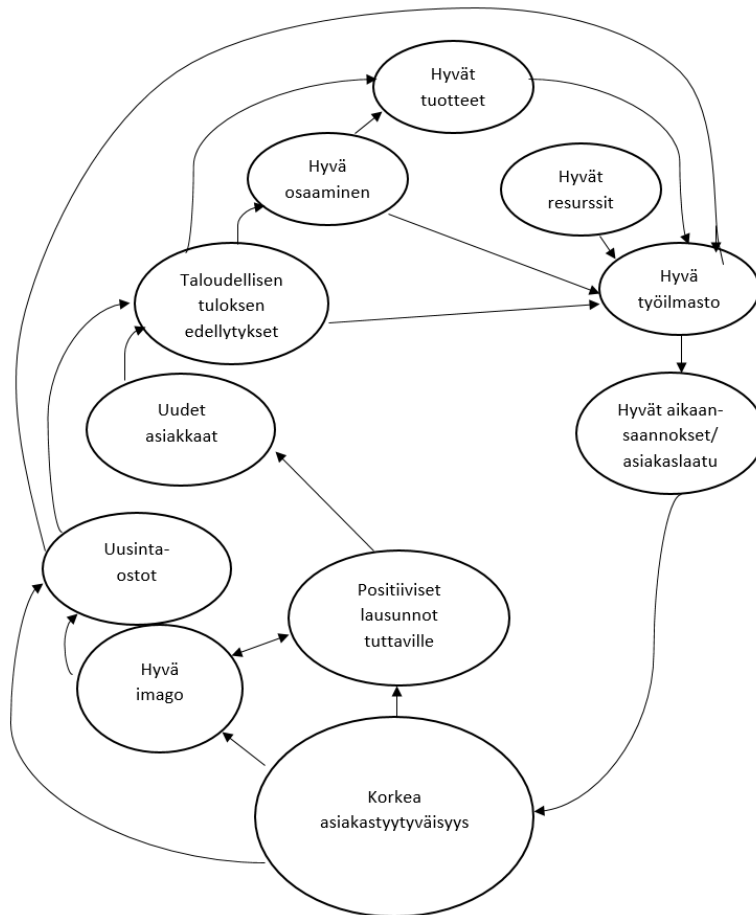 Hyvät
tuotteet
Hyvä
osaaminen
Hyvät
resurssit
Taloudellisen
tuloksen
edellytykset
Hyvä
työilmasto
Uudet
asiakkaat
Hyvät aikaan-
saannokset/
asiakaslaatu
Uusinta-
ostot
Positiiviset
lausunnot
tuttaville
Hyvä
imago
Korkea
asiakastyytyväisyys